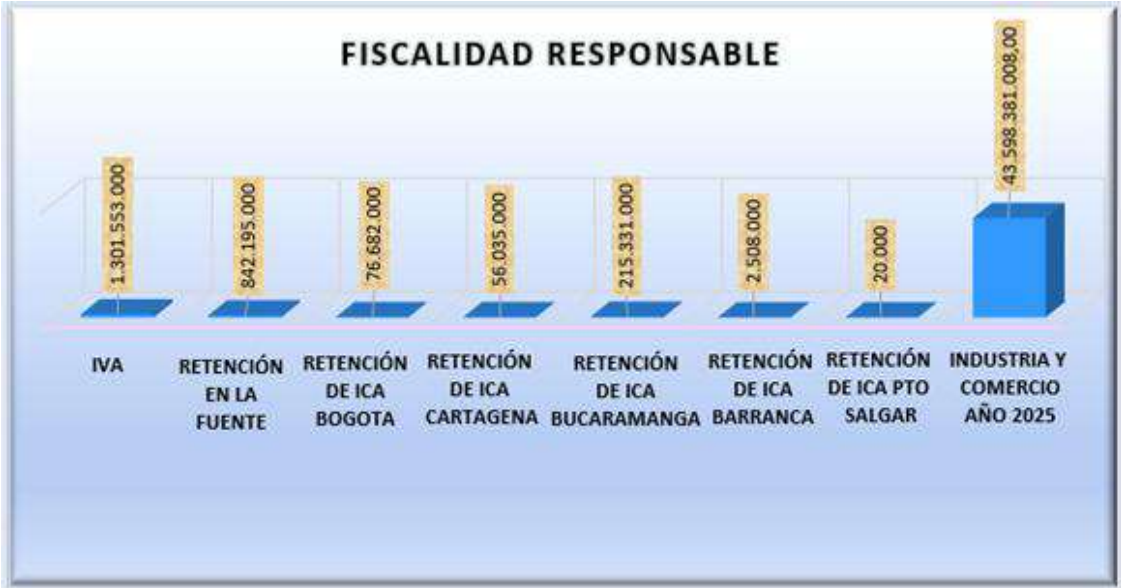 FISCALIDAD RESPONSABLE
1.301.553.000
842.195.000
76.682.000
56.035.000
215.331.000
2.508.000
20.000
43.598.381.008,00
IVA
RETENCIÓN
EN LA
FUENTE
RETENCIÓN
DE ICA
BOGOTA
RETENCIÓN
DE ICA
CARTAGENA
RETENCIÓN
DE ICA
BUCARAMANGA
RETENCIÓN
DE ICA
BARRANCA
RETENCIÓN
DE ICA PTO
SALGAR
INDUSTRIA Y
COMERCIO
AÑO 2025